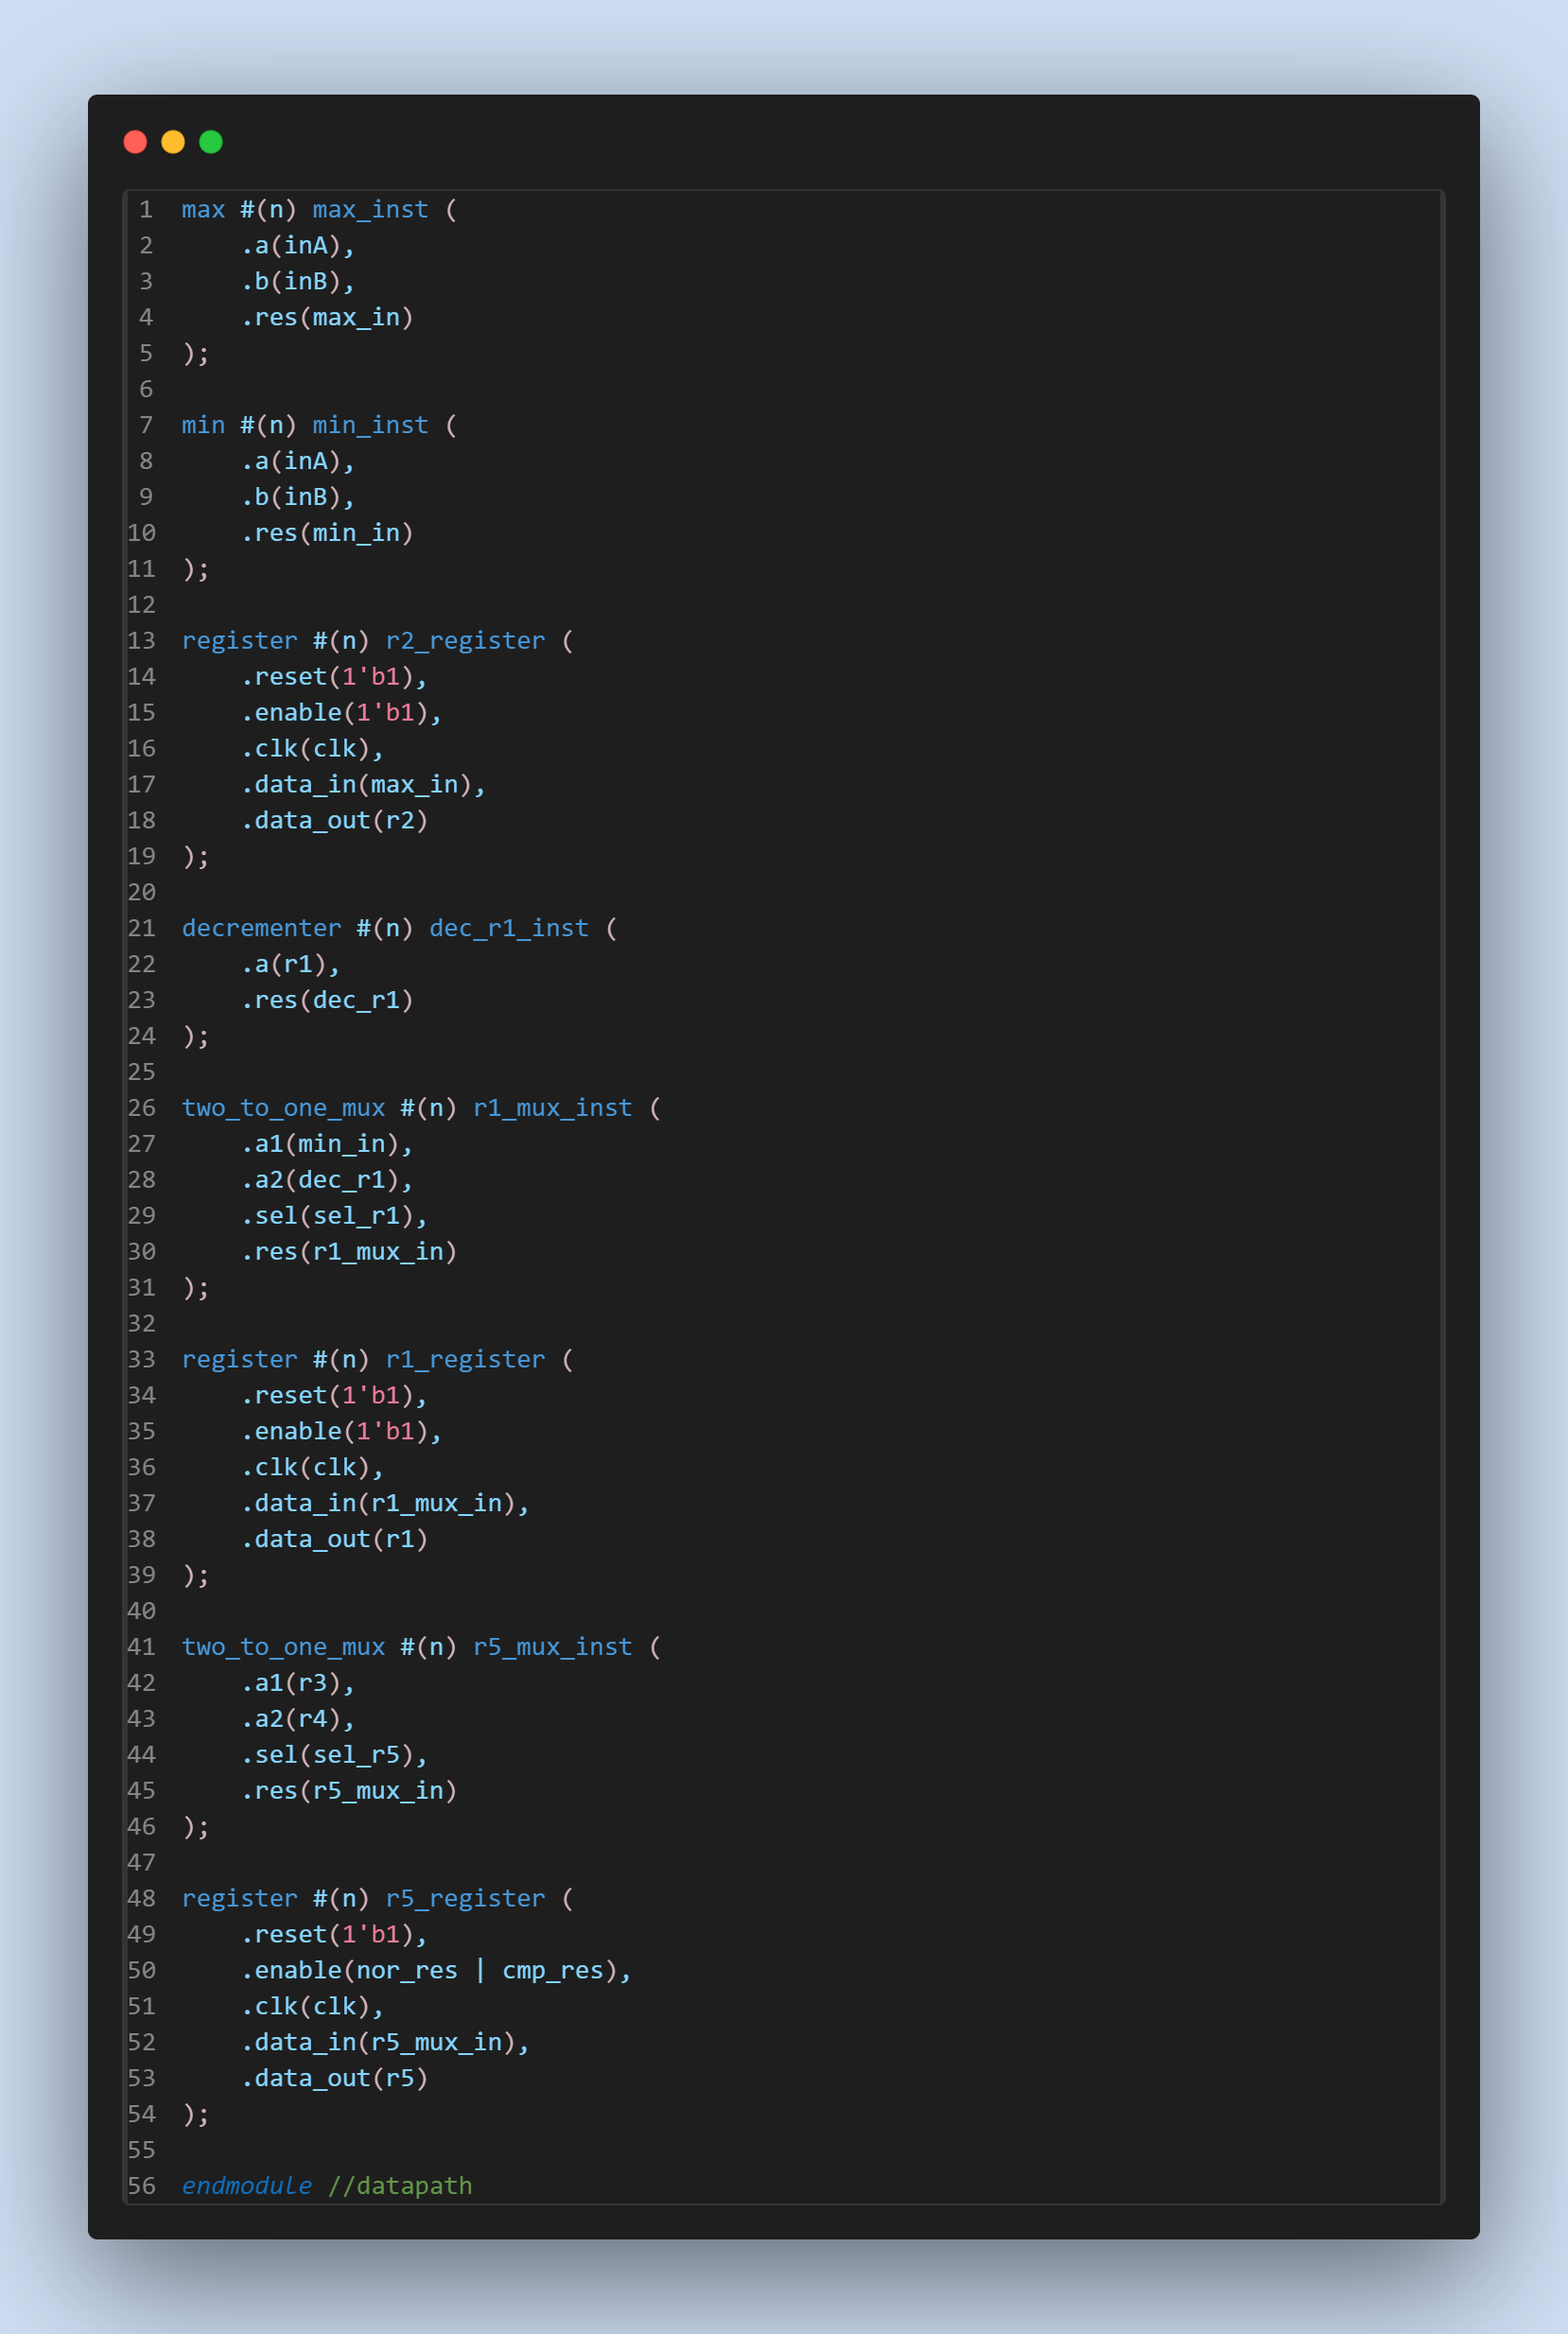 1 max #(n) max_inst (
2     .a(inA),
3     .b(inB),
4     .res(max_in)
5 );
6
7 min #(n) min_inst (
8     .a(inA),
9     .b(inB),
10     .res(min_in)
11 );
12
13 register #(n) r2_register (
14     .reset(1'b1),
15     .enable(1'b1),
16     .clk(clk),
17     .data_in(max_in),
18     .data_out(r2)
19 );
20
21 decrementer #(n) dec_r1_inst (
22     .a(r1),
23     .res(dec_r1)
24 );
25
26 two_to_one_mux #(n) r1_mux_inst (
27     .a1(min_in),
28     .a2(dec_r1),
29     .sel(sel_r1),
30     .res(r1_mux_in)
31 );
32
33 register #(n) r1_register (
34     .reset(1'b1),
35     .enable(1'b1),
36     .clk(clk),
37     .data_in(r1_mux_in),
38     .data_out(r1)
39 );
40
41 two_to_one_mux #(n) r5_mux_inst (
42     .a1(r3),
43     .a2(r4),
44     .sel(sel_r5),
45     .res(r5_mux_in)
46 );
47
48 register #(n) r5_register (
49     .reset(1'b1),
50     .enable(nor_res | cmp_res),
51     .clk(clk),
52     .data_in(r5_mux_in),
53     .data_out(r5)
54 );
55
56 endmodule //datapath